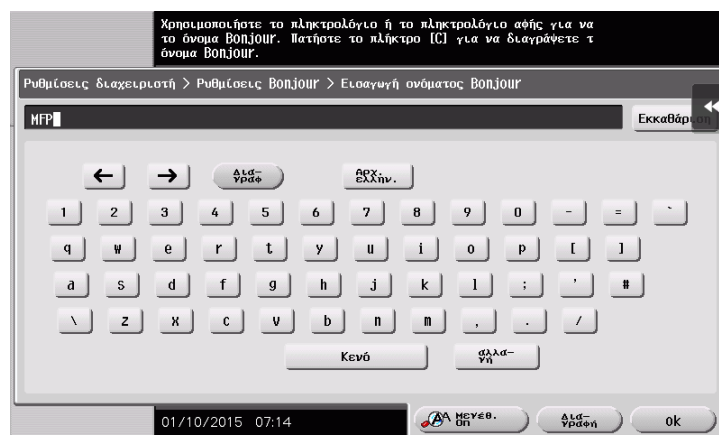 Χρησιμοποιήστε το πληκτρολόγιο ή το πληκτρολόγιο αφής για να
το όνομα Bonjour. Πατήστε το πλήκτρο [C] για να διαγράψετε τ
όνομα Bonjour.
Ρυθμίσεις διαχειριστή > Ρυθμίσεις Bonjour > Εισαγωγή ονόματος Bonjour
MFP Εκκαθάριση
← → Δια-
γραφ Αρχ.
ελλην.
1 2 3 4 5 6 7 8 9 0 - = `
q w e r t y u i o p [ ]
a s d f g h j k l ; ' #
\ z x c v b n m , . /
Κενό αλλα-
γή
01/10/2015 07:14 Μεγέθ.
on Δια-
γραφή ok